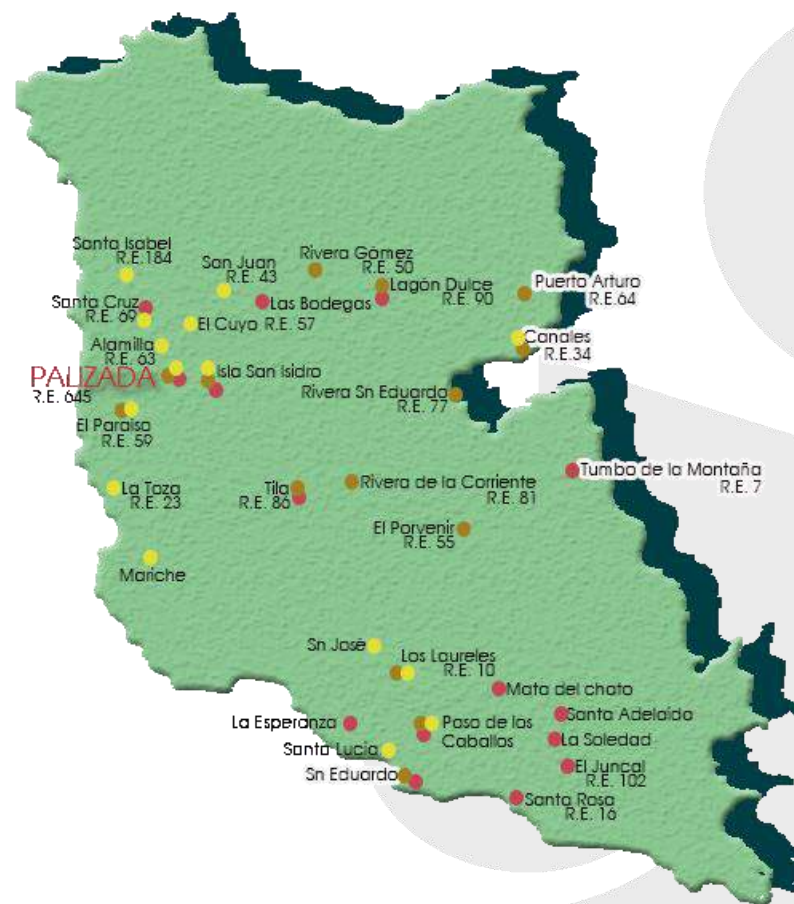 Santa Isabel
R.E.184
San Juan
R.E. 43
Rivera Gómez
R.E. 50
Lagón Dulce
R.E. 90
Puerto Arturo
R.E.64
Santa Cruz
R.E. 69
Las Bodegas
El Cuyo R.E. 57
Alamilla
R.E. 63
Canales
R.E.34
PALIZADA
R.E. 645
Isla San Isidro
Rivera Sn Eduardo
R.E. 77
El Paraiso
R.E. 59
Tumbo de la Montaña
R.E. 7
La Toza
R.E. 23
Tila
R.E. 86
Rivera de la Corriente
R.E. 81
El Porvenir
R.E. 55
Mariche
Sn José
Los Laureles
R.E. 10
Mata del choto
Santa Adelaida
La Esperanza
Paso de los
Caballos
La Soledad
Santa Lucia
El Juncal
R.E. 102
Sn Eduardo
Santa Rosa
R.E. 16